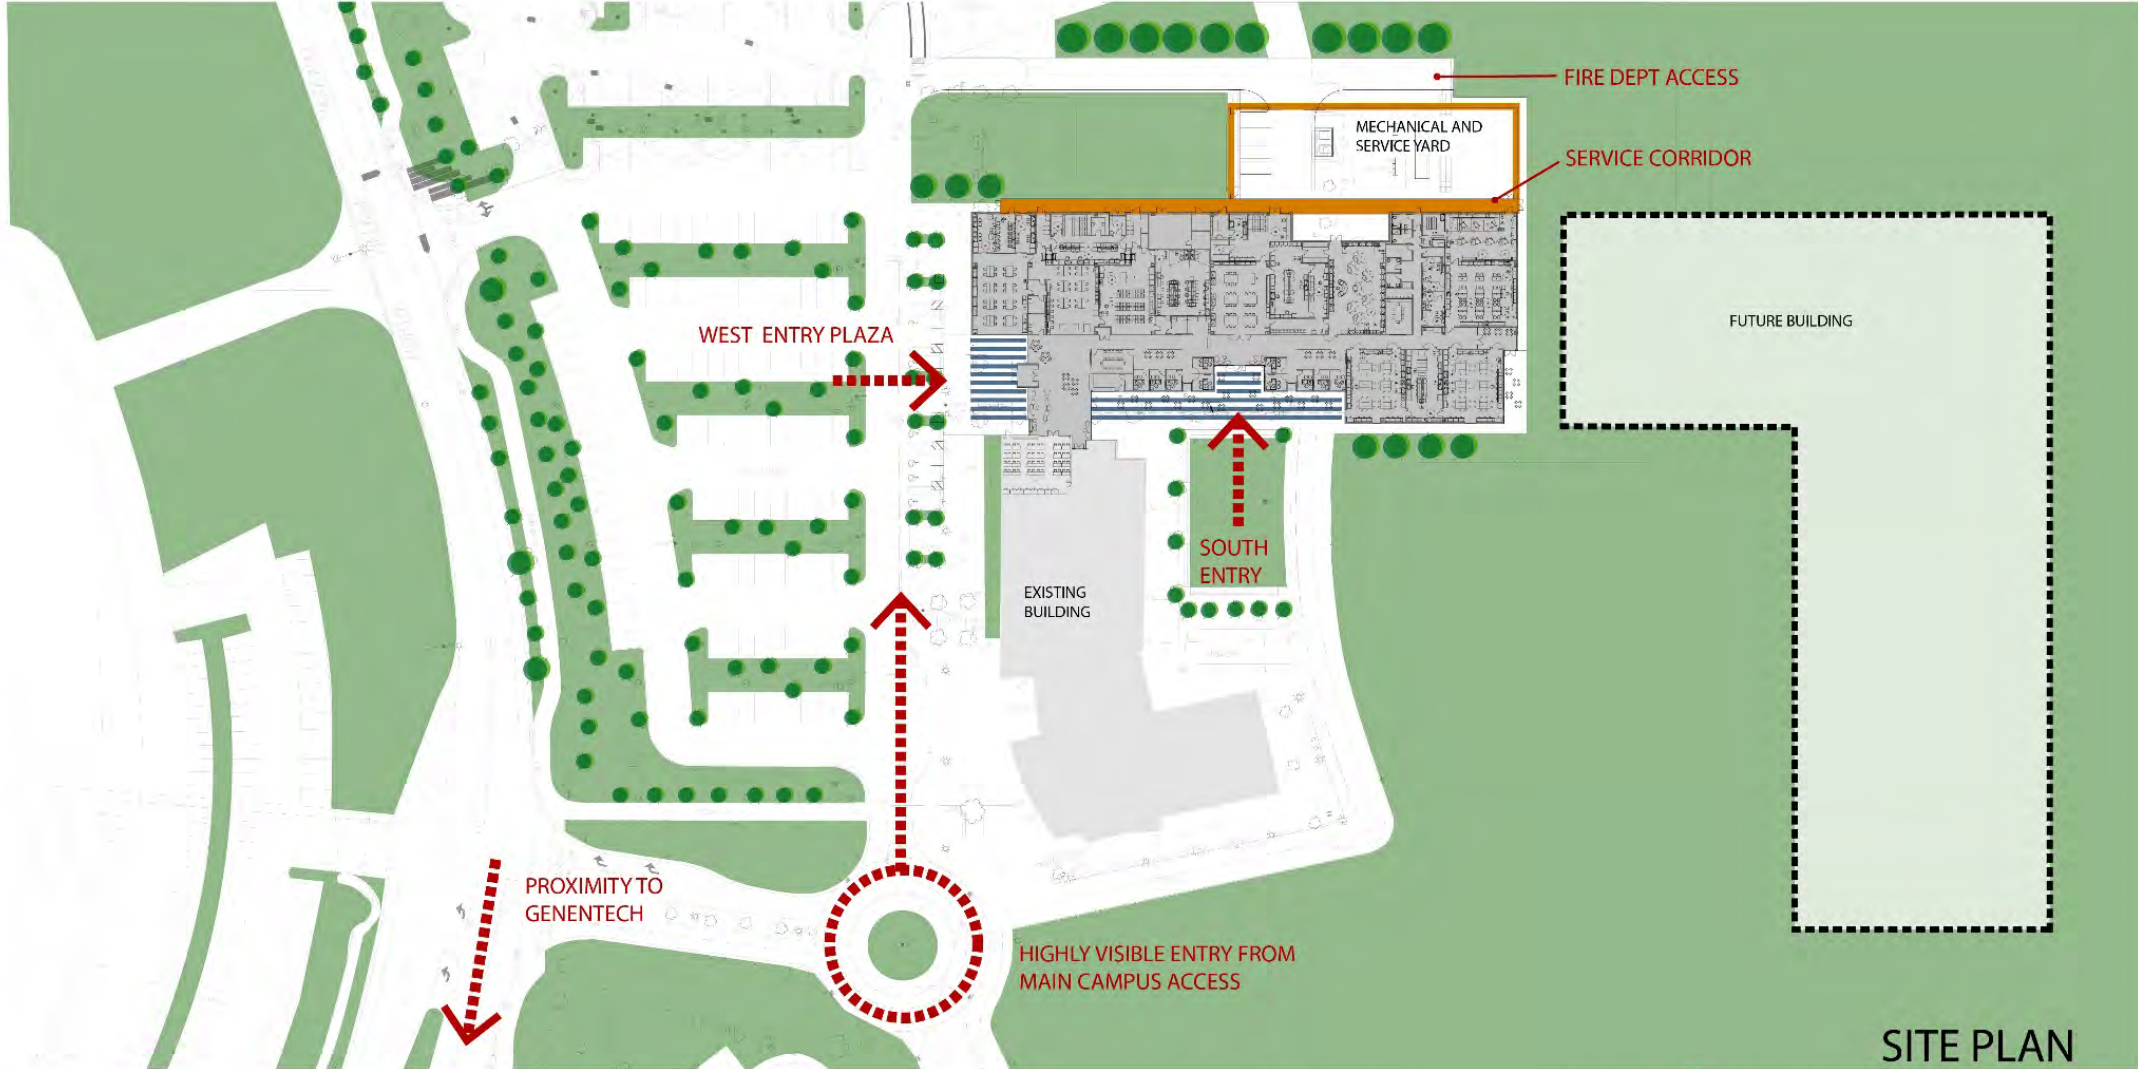 FIRE DEPT ACCESS
MECHANICAL AND
SERVICE YARD
SERVICE CORRIDOR
WEST ENTRY PLAZA
FUTURE BUILDING
SOUTH
ENTRY
EXISTING
BUILDING
PROXIMITY TO
GENENTECH
HIGHLY VISIBLE ENTRY FROM
MAIN CAMPUS ACCESS
SITE PLAN